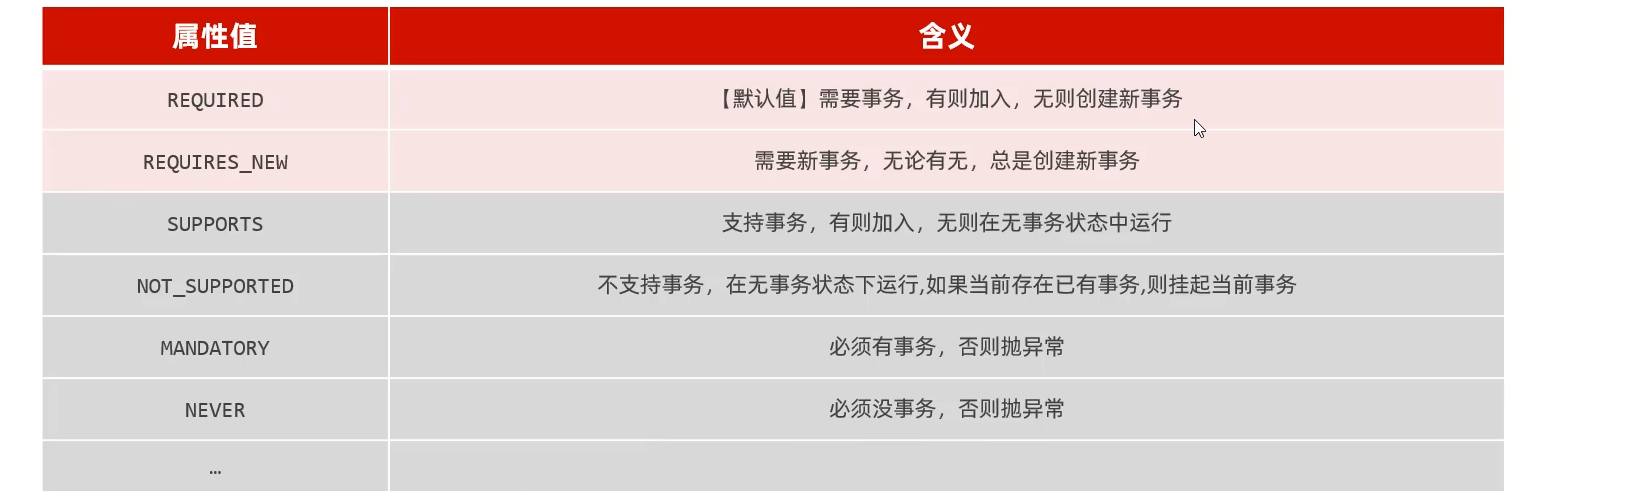 属性值 含义
REQUIRED 【默认值】需要事务，有则加入，无则创建新事务
REQUIRES_NEW 需要新事务，无论有无，总是创建新事务
SUPPORTS 支持事务，有则加入，无则在无事务状态中运行
NOT_SUPPORTED 不支持事务，在无事务状态下运行,如果当前存在已有事务,则挂起当前事务
MANDATORY 必须有事务，否则抛异常
NEVER 必须没事务，否则抛异常
…